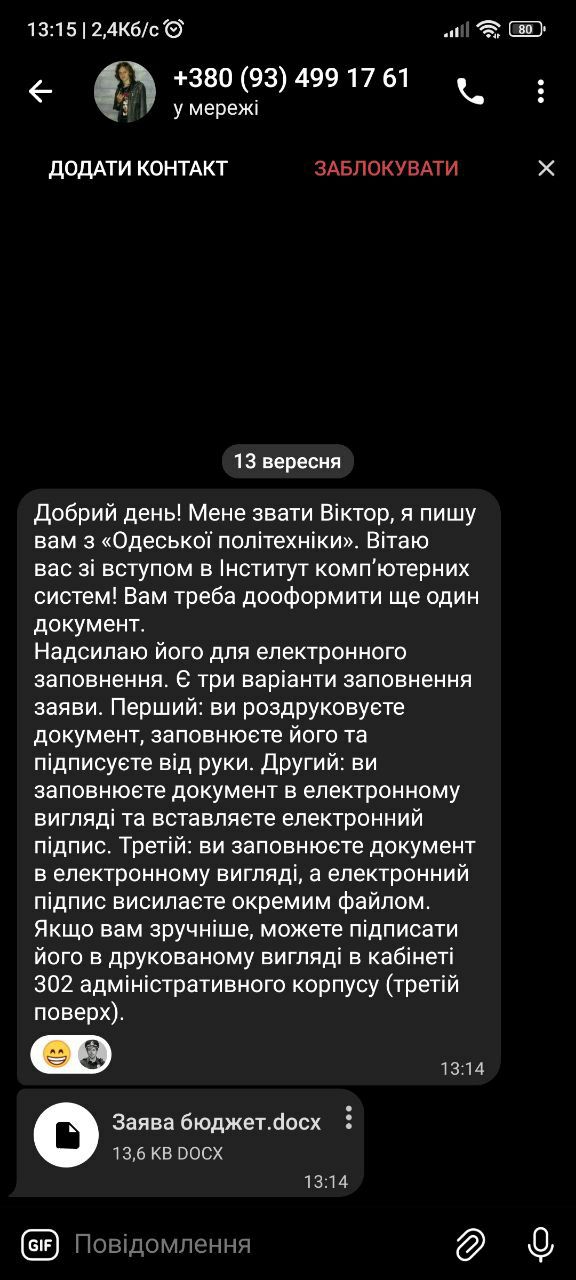 13:15 | 2,4Кб/с
80
+380 (93) 499 17 61
у мережі
ДОДАТИ КОНТАКТ
ЗАБЛОКУВАТИ
13 вересня
Добрий день! Мене звати Віктор, я пишу
вам з «Одеської політехніки». Вітаю
вас зі вступом в Інститут комп’ютерних
систем! Вам треба дооформити ще один
документ.
Надсилаю його для електронного
заповнення. Є три варіанти заповнення
заяви. Перший: ви роздруковуєте
документ, заповнюєте його та
підписуєте від руки. Другий: ви
заповнюєте документ в електронному
вигляді та вставляєте електронний
підпис. Третій: ви заповнюєте документ
в електронному вигляді, а електронний
підпис висилаєте окремим файлом.
Якщо вам зручніше, можете підписати
його в друкованому вигляді в кабінеті
302 адміністративного корпусу (третій
поверх).
13:14
Заява бюджет.docx
13,6 KB DOCX
13:14
GIF
Повідомлення